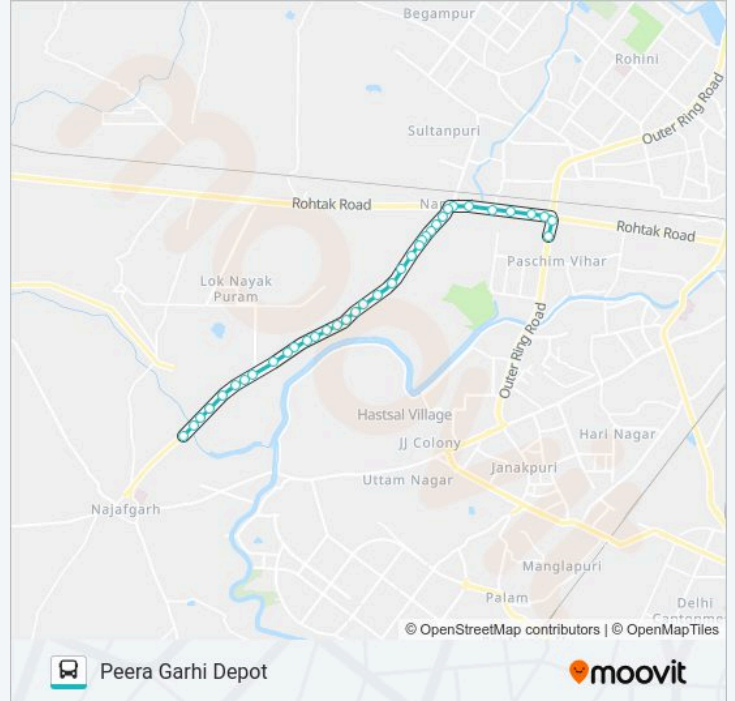 Begampur
Rohini
Outer Ring Road
Sultanpuri
Rohtak Road
Rohtak Road
Paschim Vihar
Lok Nayak
Puram
Outer Ring Road
Hastsal Village
Hari Nagar
JJ Colony
Janakpuri
Uttam Nagar
Najafgarh
Manglapuri
Palam
Delhi
© OpenStreetMap contributors | © OpenMapTiles
Peera Garhi Depot
moovit